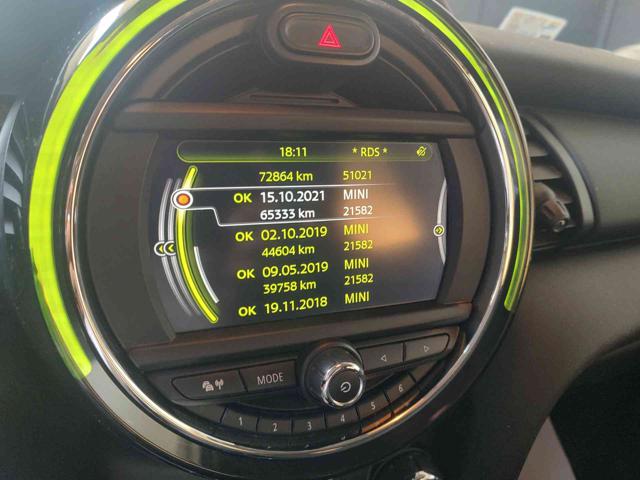 18:11 * RDS *
72864 km 51021
OK 15.10.2021 MINI
65333 km 21582
OK 02.10.2019 MINI
44604 km 21582
OK 09.05.2019 MINI
39758 km 21582
OK 19.11.2018 MINI
MODE
1 2 3 4 5 6